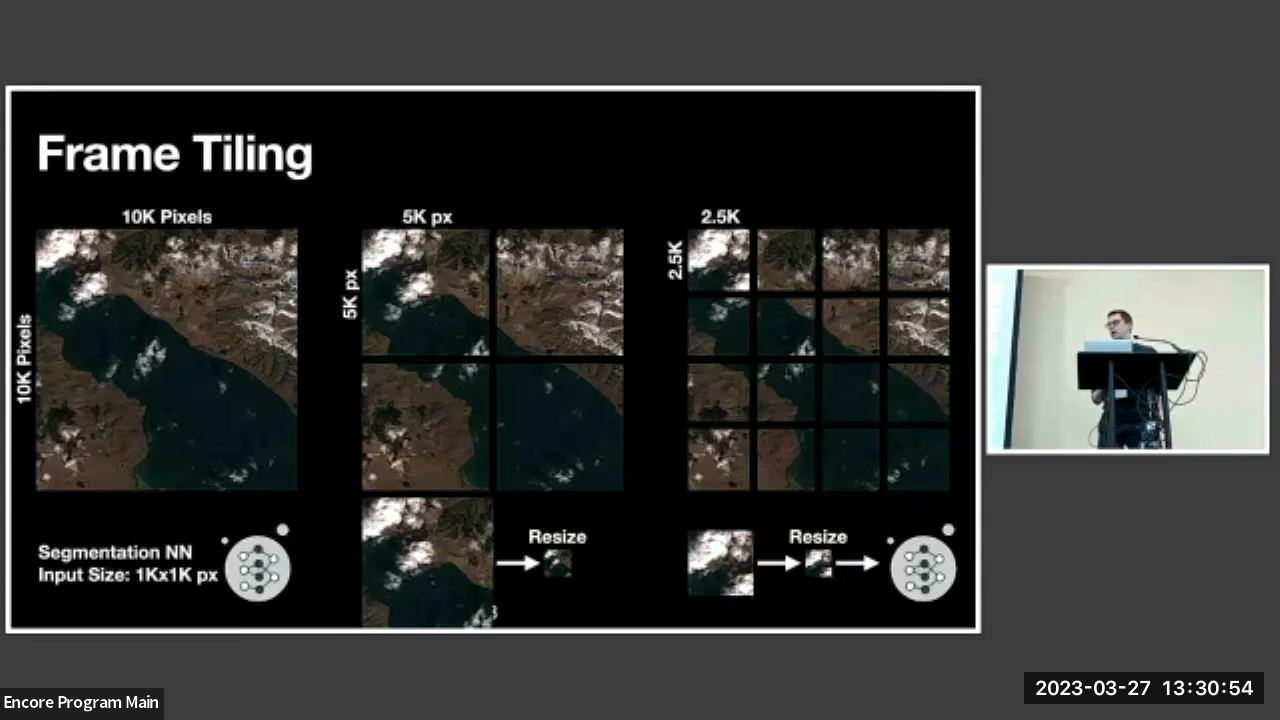 Frame Tiling
10K Pixels
5K px
2.5K
10K Pixels
5K px
2.5K
Segmentation NN
Input Size: 1Kx1K px
Resize
Resize
Encore Program Main
2023-03-27 13:30:54